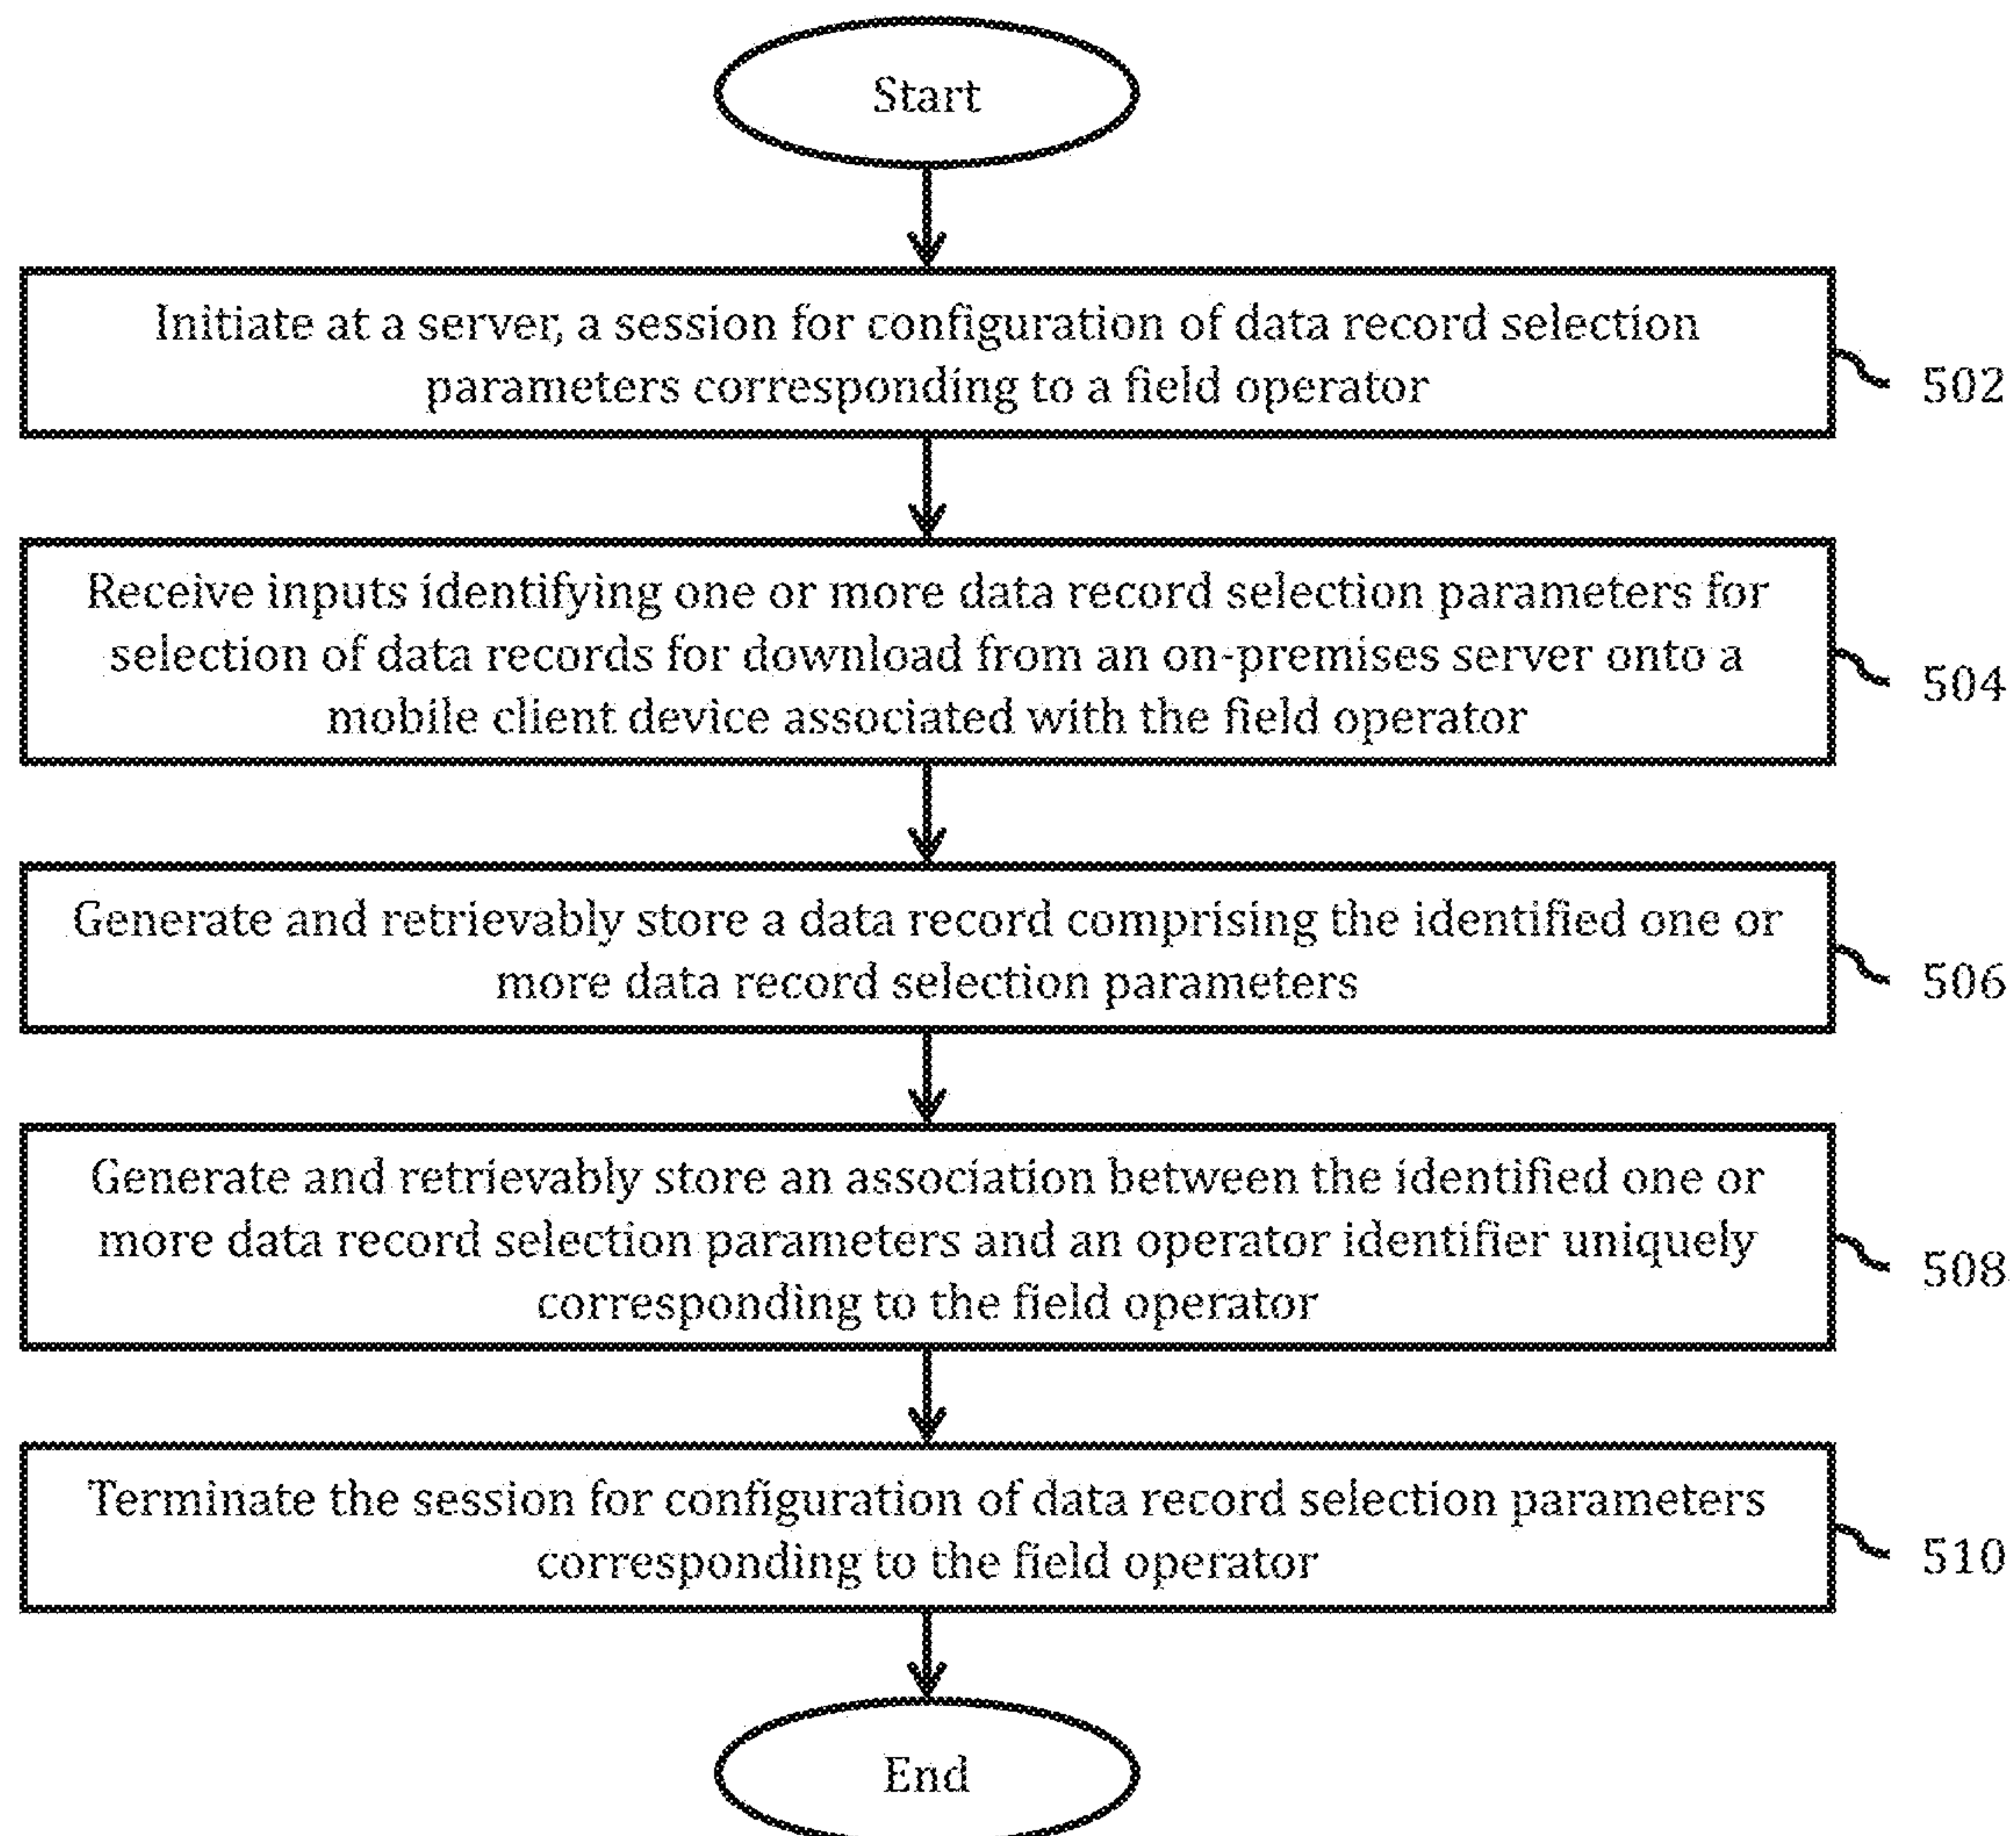 Start
Initiate at a server, a session for configuration of data record selection
parameters corresponding to a field operator
502
Receive inputs identifying one or more data record selection parameters for
selection of data records for download from an on-premises server onto a
mobile client device associated with the field operator
504
Generate and retrievably store a data record comprising the identified one or
more data record selection parameters
506
Generate and retrievably store an association between the identified one or
more data record selection parameters and an operator identifier uniquely
corresponding to the field operator
508
Terminate the session for configuration of data record selection parameters
corresponding to the field operator
510
End